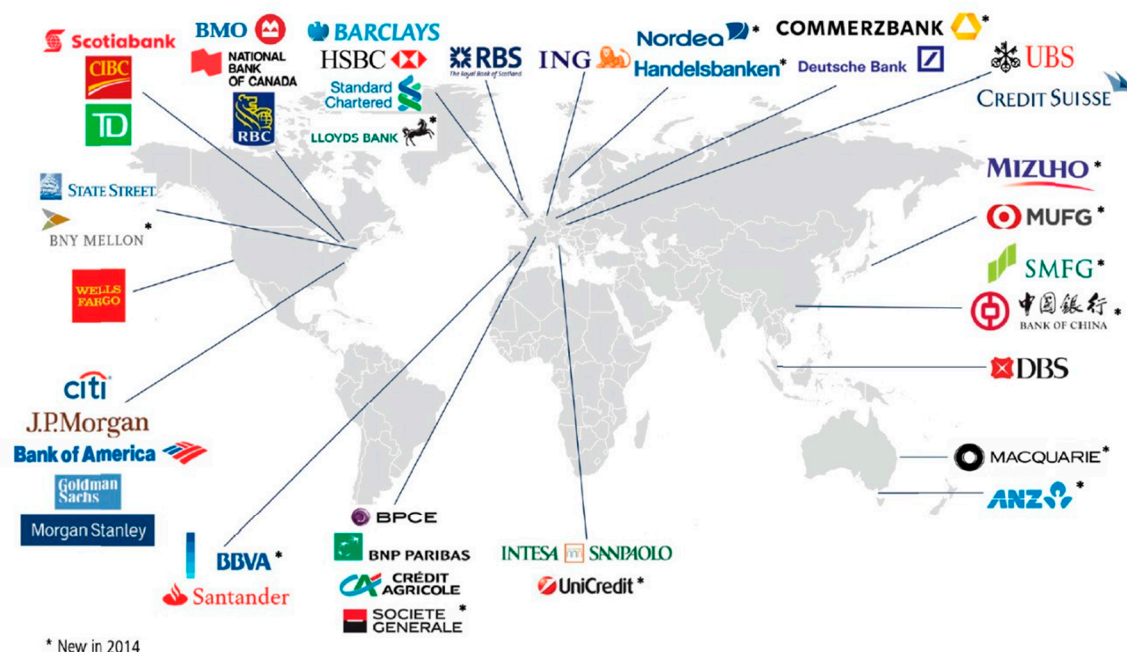 Scotiabank
CIBC
TD
BMO
NATIONAL
BANK
OF CANADA
RBC
BARCLAYS
HSBC
Standard
Chartered
LLOYDS BANK *
RBS
The Royal Bank of Scotland
ING
Nordea *
Handelsbanken *
COMMERZBANK *
Deutsche Bank
UBS
CREDIT SUISSE
STATE STREET
BNY MELLON *
WELLS
FARGO
citi
J.P.Morgan
Bank of America
Goldman
Sachs
Morgan Stanley
BBVA *
Santander
BPCE
BNP PARIBAS
CRÉDIT
AGRICOLE
SOCIETE
GENERALE *
INTESA SANPAOLO
UniCredit *
MIZUHO *
MUFG *
SMFG *
中国銀行 *
BANK OF CHINA
DBS
MACQUARIE *
ANZ *
* New in 2014